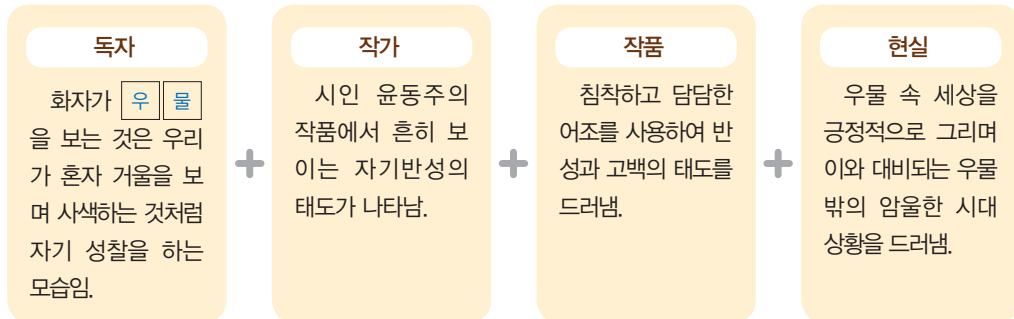 독자
화자가 우 물
을 보는 것은 우리
가 혼자 거울을 보
며 사색하는 것처럼
자기 성찰을 하는
모습임.
작가
시인 윤동주의
작품에서 흔히 보
이는 자기반성의
태도가 나타남.
작품
침착하고 담담한
어조를 사용하여 반
성과 고백의 태도를
드러냄.
현실
우물 속 세상을
긍정적으로 그리며
이와 대비되는 우물
밖의 암울한 시대
상황을 드러냄.